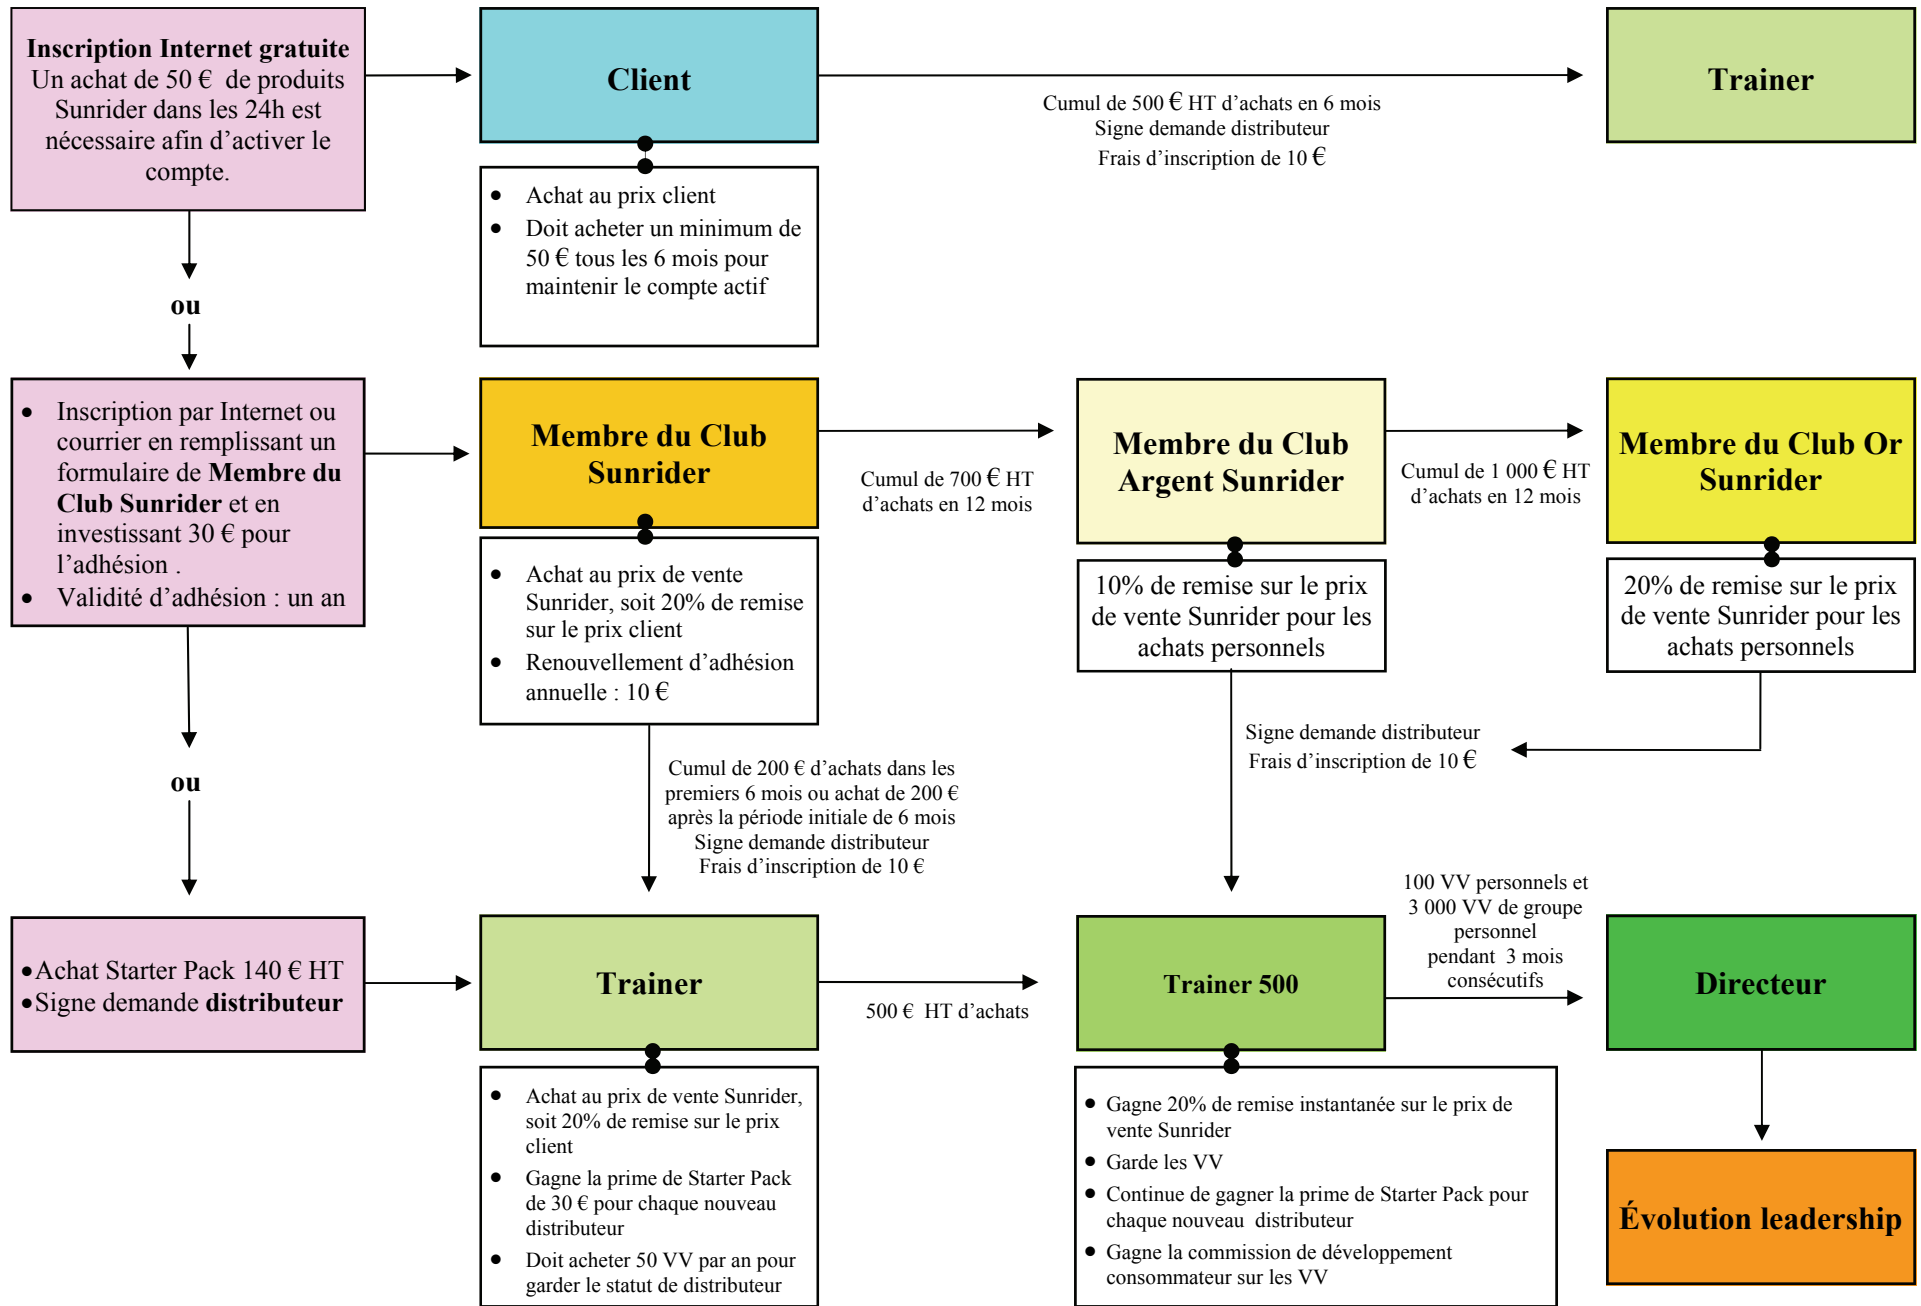 Inscription Internet gratuite
Un achat de 50 € de produits
Sunrider dans les 24h est
nécessaire afin d’activer le
compte.
Client
Cumul de 500 € HT d’achats en 6 mois
Signe demande distributeur
Frais d’inscription de 10 €
Trainer
• Achat au prix client
• Doit acheter un minimum de
50 € tous les 6 mois pour
maintenir le compte actif
ou
• Inscription par Internet ou
courrier en remplissant un
formulaire de Membre du
Club Sunrider et en
investissant 30 € pour
l’adhésion .
• Validité d’adhésion : un an
Membre du Club
Sunrider
Cumul de 700 € HT
d’achats en 12 mois
Membre du Club
Argent Sunrider
Cumul de 1 000 € HT
d’achats en 12 mois
Membre du Club Or
Sunrider
• Achat au prix de vente
Sunrider, soit 20% de remise
sur le prix client
• Renouvellement d’adhésion
annuelle : 10 €
10% de remise sur le prix
de vente Sunrider pour les
achats personnels
20% de remise sur le prix
de vente Sunrider pour les
achats personnels
Signe demande distributeur
Frais d’inscription de 10 €
ou
Cumul de 200 € d’achats dans les
premiers 6 mois ou achat de 200 €
après la période initiale de 6 mois
Signe demande distributeur
Frais d’inscription de 10 €
•Achat Starter Pack 140 € HT
•Signe demande distributeur
Trainer
500 € HT d’achats
Trainer 500
100 VV personnels et
3 000 VV de groupe
personnel
pendant 3 mois
consécutifs
Directeur
• Achat au prix de vente Sunrider,
soit 20% de remise sur le prix
client
• Gagne la prime de Starter Pack
de 30 € pour chaque nouveau
distributeur
• Doit acheter 50 VV par an pour
garder le statut de distributeur
• Gagne 20% de remise instantanée sur le prix de
vente Sunrider
• Garde les VV
• Continue de gagner la prime de Starter Pack pour
chaque nouveau distributeur
• Gagne la commission de développement
consommateur sur les VV
Évolution leadership